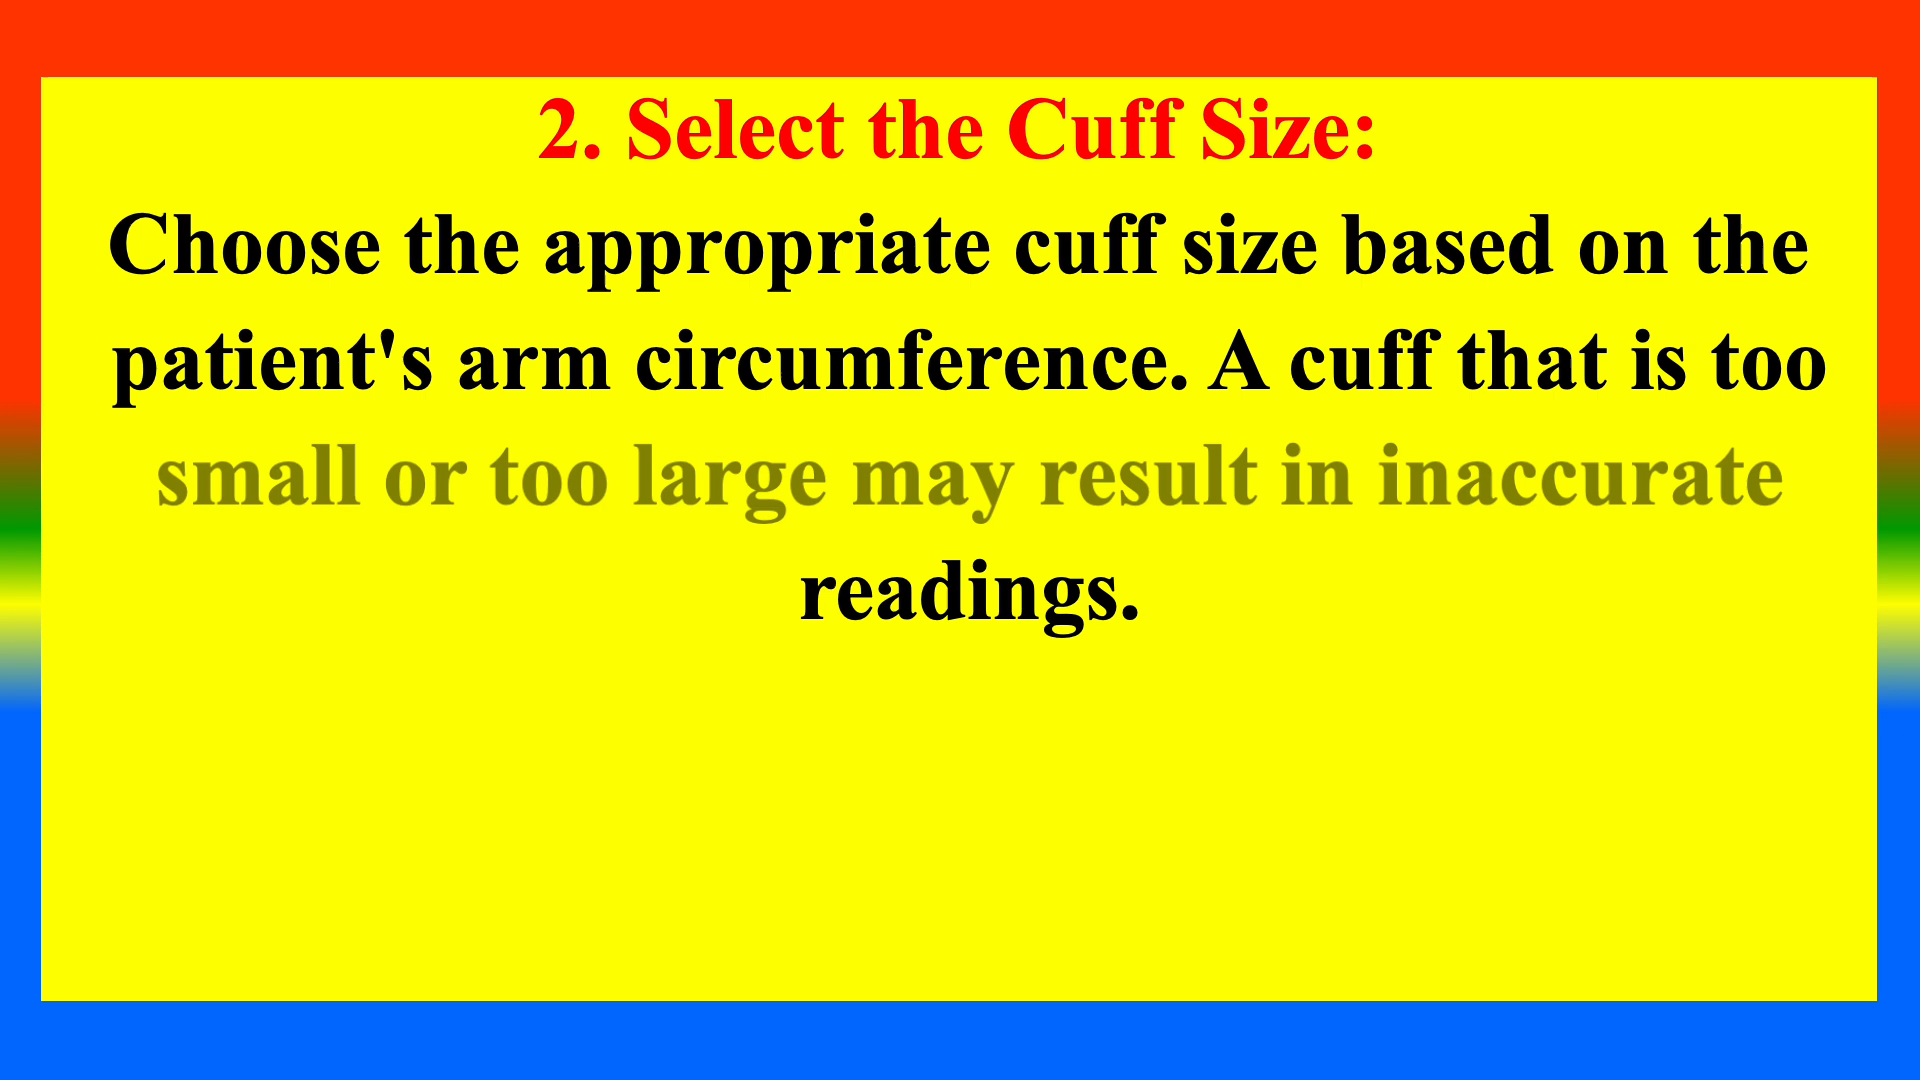 2. Select the Cuff Size:
Choose the appropriate cuff size based on the
patient's arm circumference. A cuff that is too
small or too large may result in inaccurate
readings.